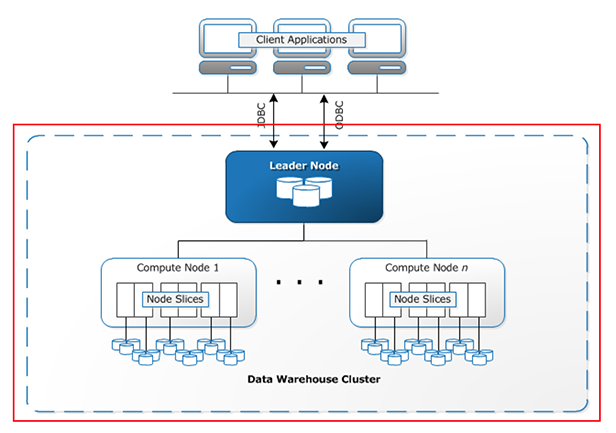 Client Applications
JDBC
ODBC
Leader Node
Compute Node 1
Compute Node n
. . .
Node Slices
Node Slices
Data Warehouse Cluster